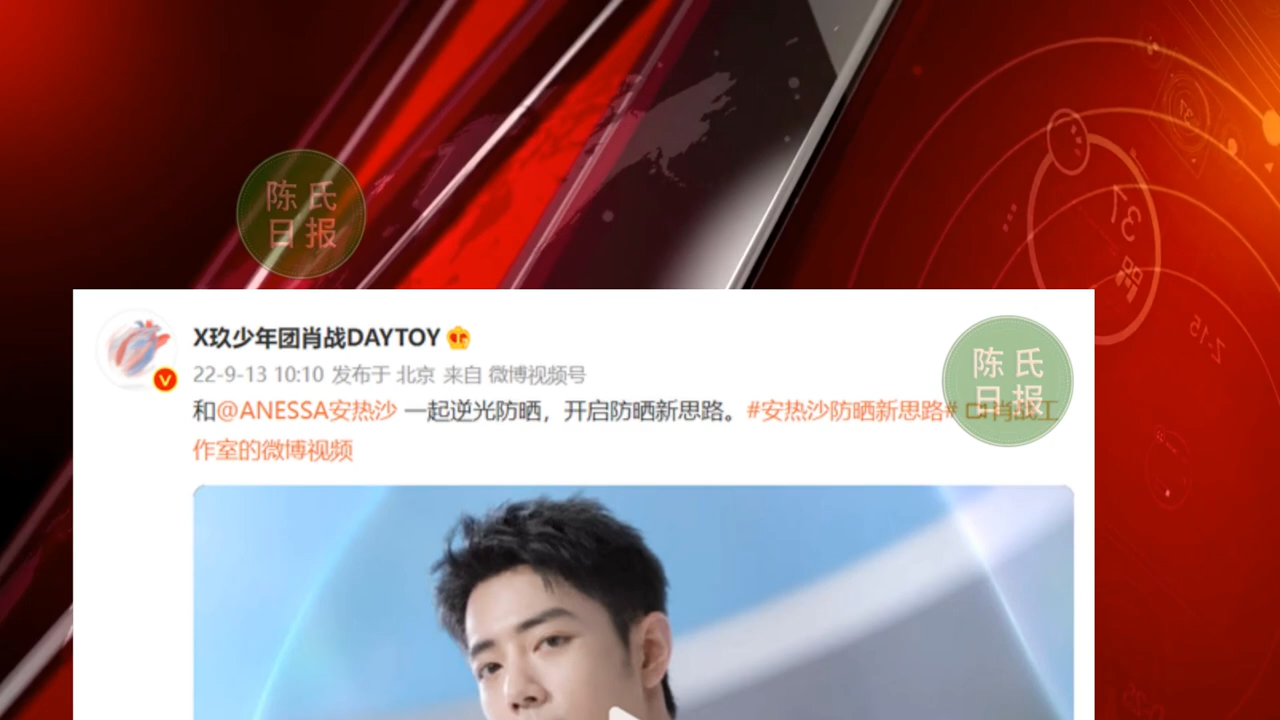 陈氏
日报
X玖少年团肖战DAYTOY
22-9-13 10:10 发布于 北京 来自 微博视频号
和@ANESSA安热沙 一起逆光防晒，开启防晒新思路。#安热沙防晒新思路# 肖战工
作室的微博视频
陈氏
日报